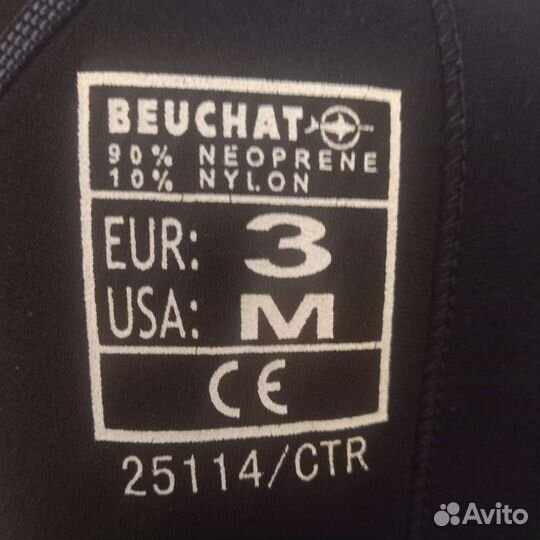 BEUCHAT
90% NEOPRENE
10% NYLON
EUR: 3
USA: M
CE
25114/CTR
Avito